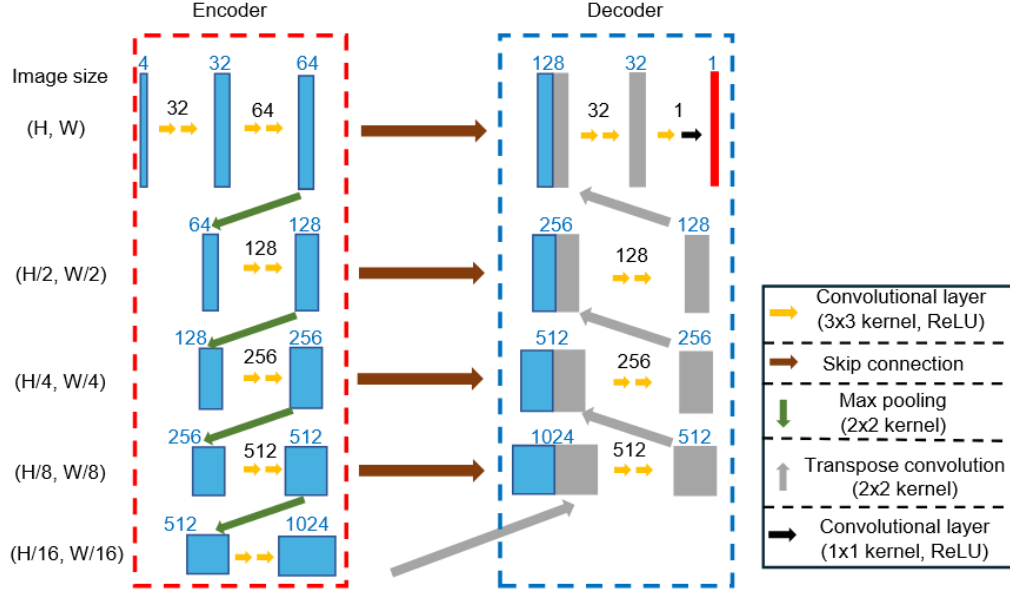 Encoder
Decoder
Image size
4
32
64
128
32
1
32
64
32
1
(H, W)
64
128
256
128
128
128
(H/2, W/2)
128
256
512
256
256
256
(H/4, W/4)
256
512
1024
512
512
512
(H/8, W/8)
512
1024
(H/16, W/16)
Convolutional layer
(3x3 kernel, ReLU)
Skip connection
Max pooling
(2x2 kernel)
Transpose convolution
(2x2 kernel)
Convolutional layer
(1x1 kernel, ReLU)